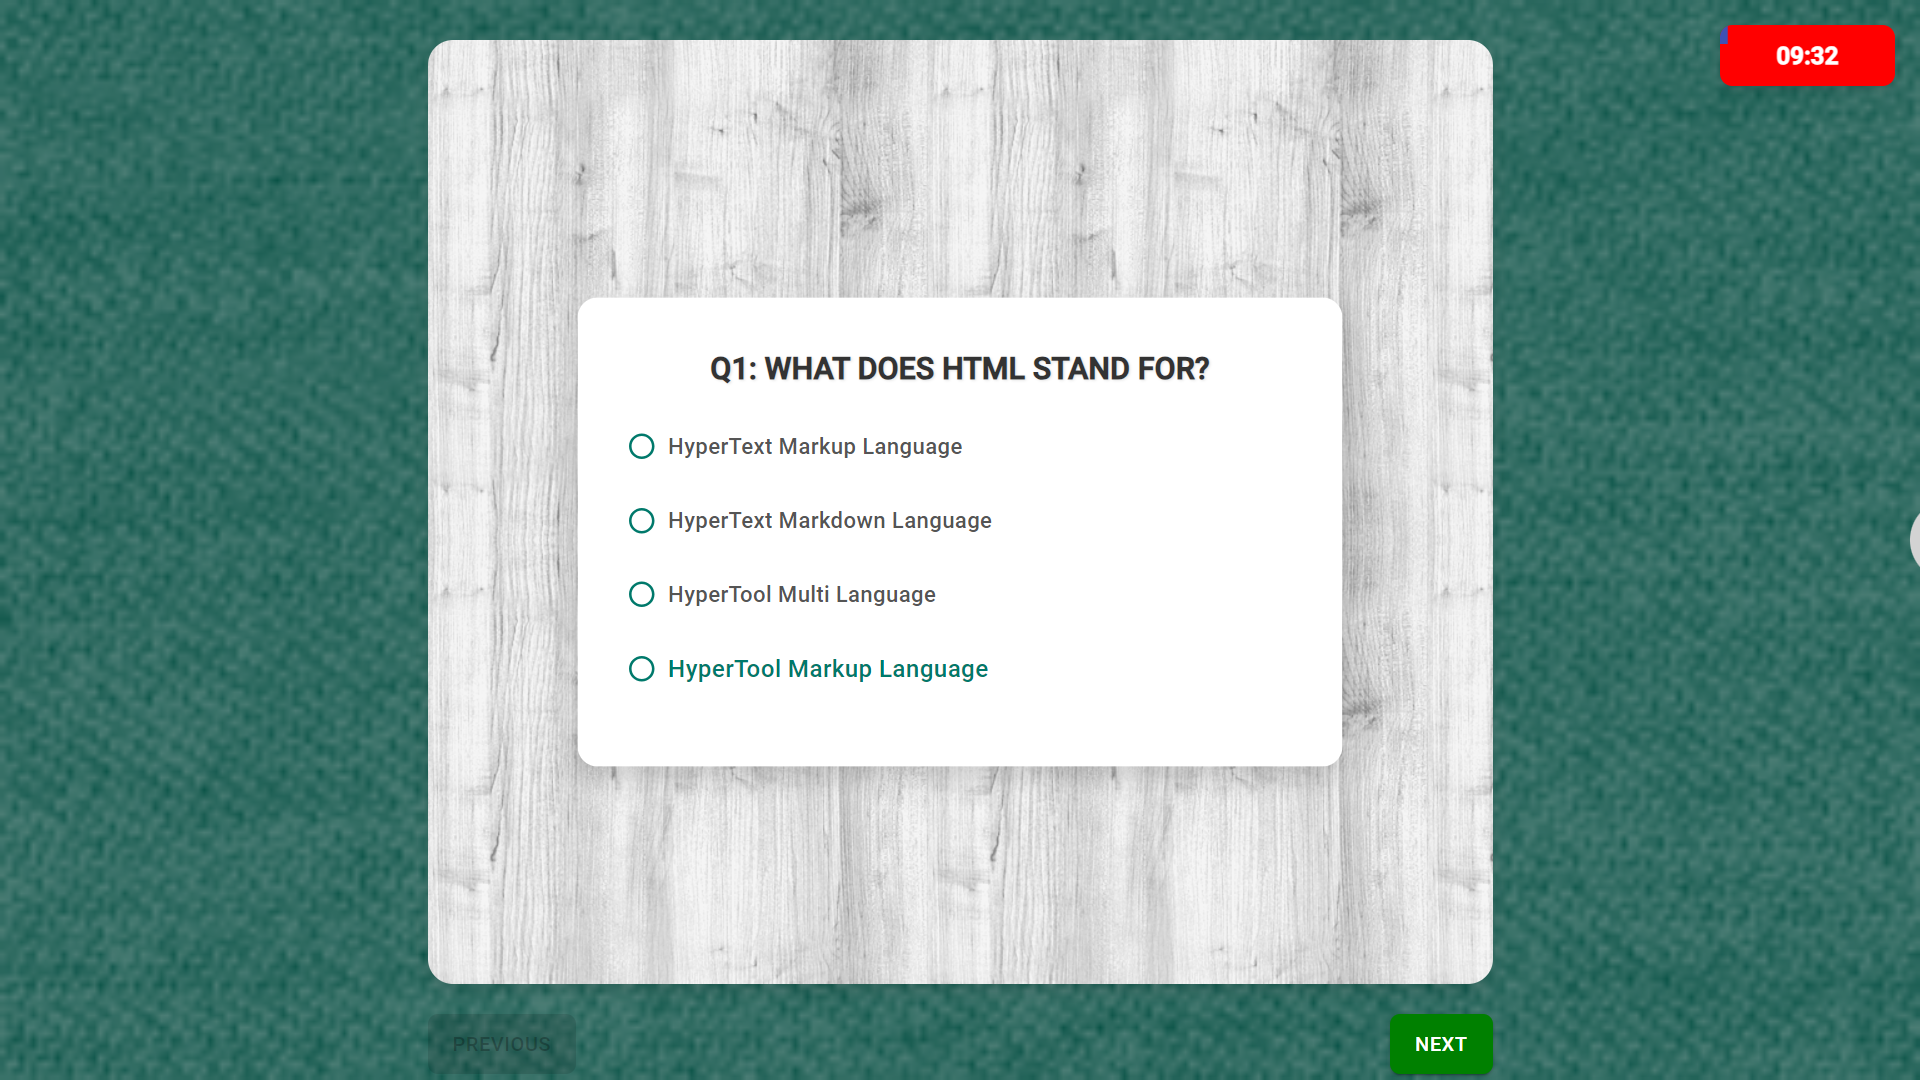 09:32
Q1: WHAT DOES HTML STAND FOR?
HyperText Markup Language
HyperText Markdown Language
HyperTool Multi Language
HyperTool Markup Language
PREVIOUS
NEXT